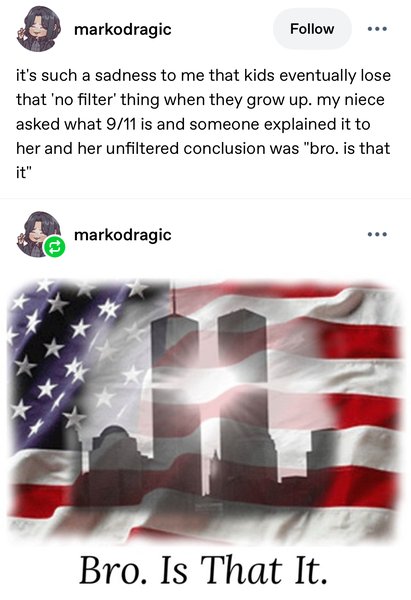 markodragic
Follow
it's such a sadness to me that kids eventually lose
that 'no filter' thing when they grow up. my niece
asked what 9/11 is and someone explained it to
her and her unfiltered conclusion was "bro. is that
it"
markodragic
Bro. Is That It.